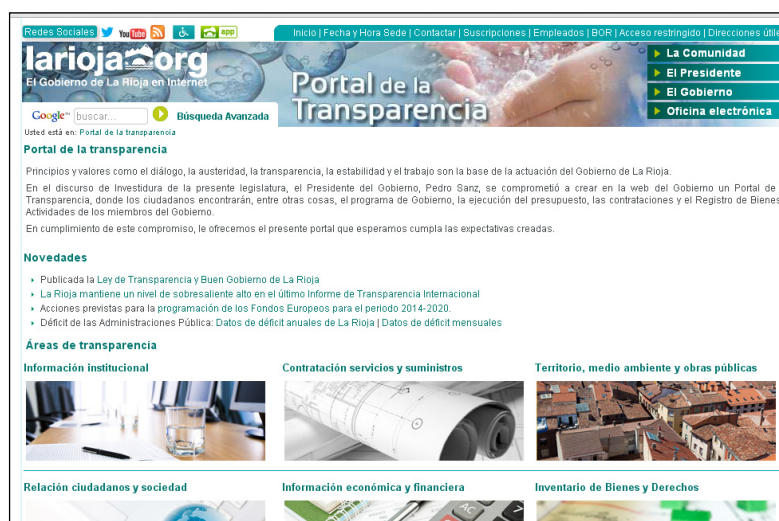 Redes Sociales You Tube app Inicio | Fecha y Hora Sede | Contactar | Suscripciones | Empleados | BOR | Acceso restringido | Direcciones útile
larioja.org
El Gobierno de La Rioja en Internet
Portal de la
Transparencia
La Comunidad
El Presidente
El Gobierno
Oficina electrónica
Google™ buscar... Búsqueda Avanzada
Usted está en: Portal de la transparencia
Portal de la transparencia
Principios y valores como el diálogo, la austeridad, la transparencia, la estabilidad y el trabajo son la base de la actuación del Gobierno de La Rioja.
En el discurso de Investidura de la presente legislatura, el Presidente del Gobierno, Pedro Sanz, se comprometió a crear en la web del Gobierno un Portal de
Transparencia, donde los ciudadanos encontrarán, entre otras cosas, el programa de Gobierno, la ejecución del presupuesto, las contrataciones y el Registro de Bienes
Actividades de los miembros del Gobierno.
En cumplimiento de este compromiso, le ofrecemos el presente portal que esperamos cumpla las expectativas creadas.
Novedades
Publicada la Ley de Transparencia y Buen Gobierno de La Rioja
La Rioja mantiene un nivel de sobresaliente alto en el último Informe de Transparencia Internacional
Acciones previstas para la programación de los Fondos Europeos para el periodo 2014-2020.
Déficit de las Administraciones Pública: Datos de déficit anuales de La Rioja | Datos de déficit mensuales
Áreas de transparencia
Información institucional Contratación servicios y suministros Territorio, medio ambiente y obras públicas
Relación ciudadanos y sociedad Información económica y financiera Inventario de Bienes y Derechos
AC 7